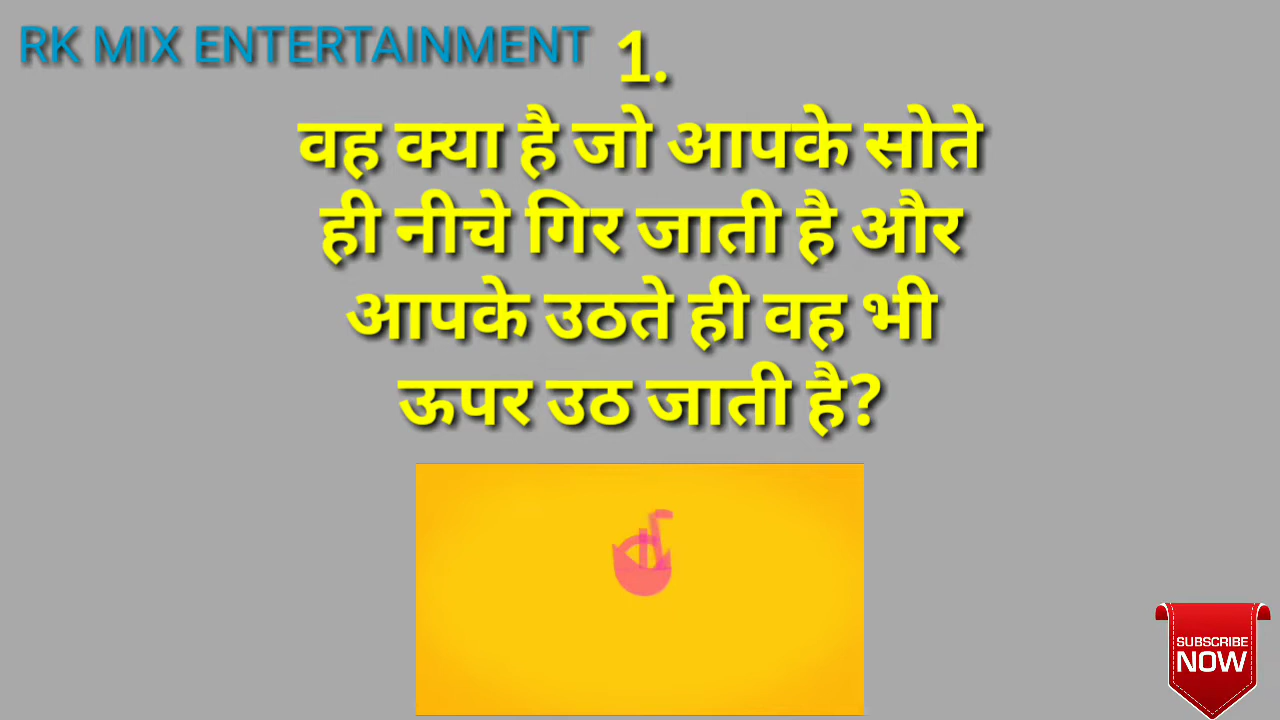 RK MIX ENTERTAINMENT
1.
वह क्या है जो आपके सोते
ही नीचे गिर जाती है और
आपके उठते ही वह भी
ऊपर उठ जाती है?
SUBSCRIBE
NOW